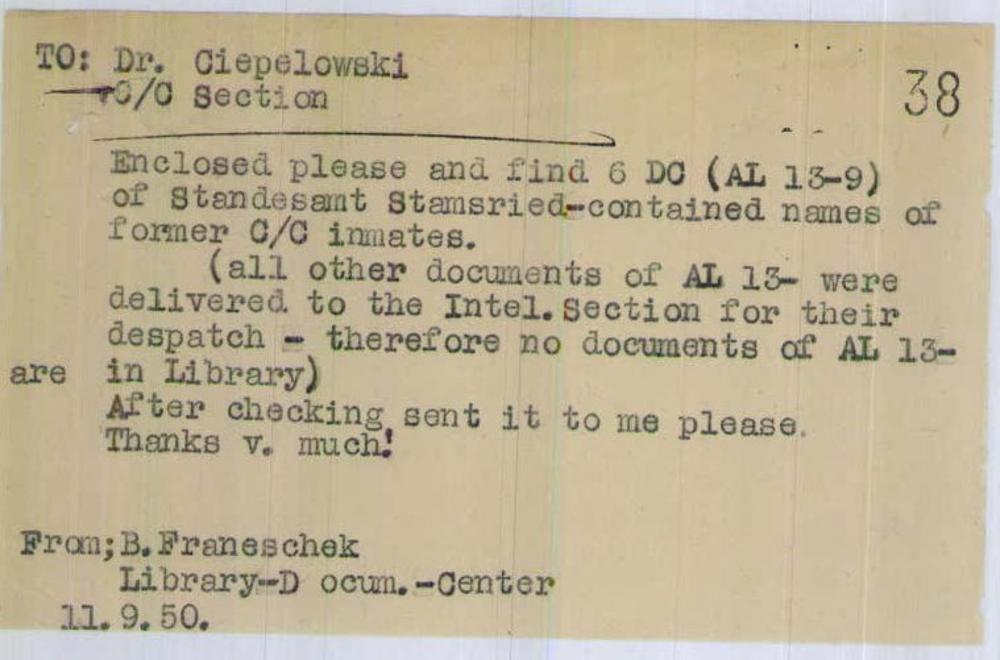 TO: Dr. Ciepelowski
C/C Section
38
Enclosed please and find 6 DC (AL 13-9)
of Standesamt Stamsried-contained names of
former C/C inmates.
(all other documents of AL 13- were
delivered to the Intel.Section for their
despatch - therefore no documents of AL 13-
are in Library)
After checking sent it to me please.
Thanks v. much!
From;B.Franeschek
Library-D ocum.-Center
11.9.50.